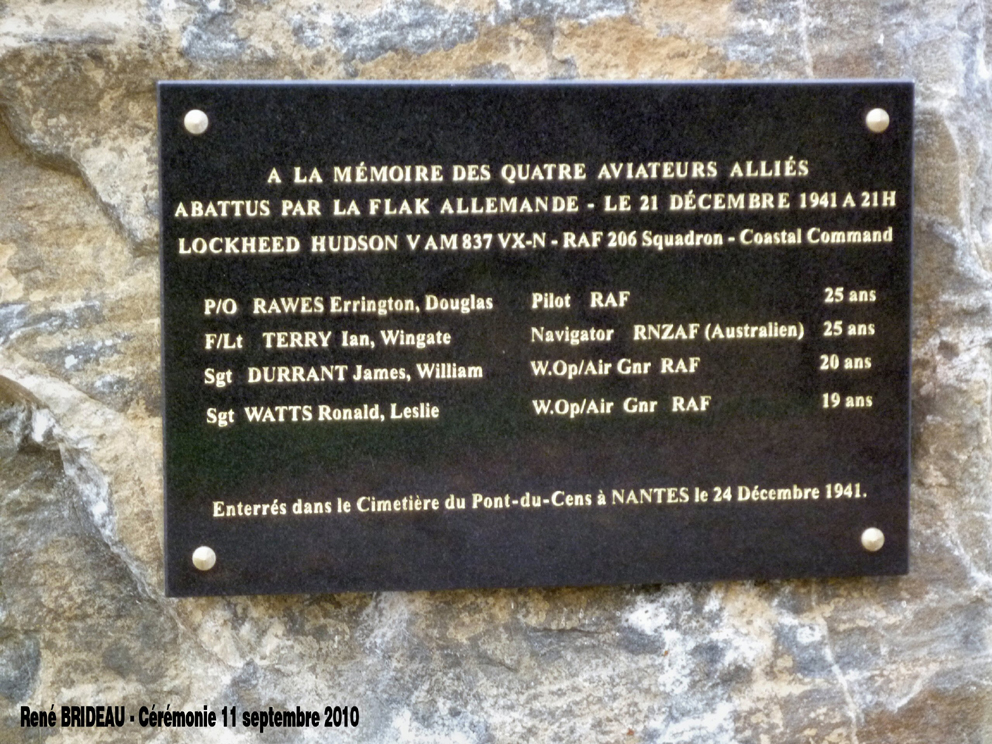 A LA MÉMOIRE DES QUATRE AVIATEURS ALLIÉS
ABATTUS PAR LA FLAK ALLEMANDE - LE 21 DÉCEMBRE 1941 A 21H
LOCKHEED HUDSON V AM 837 VX-N - RAF 206 Squadron - Coastal Command
P/O RAWES Errington, Douglas Pilot RAF 25 ans
F/Lt TERRY Ian, Wingate Navigator RNZAF (Australien) 25 ans
Sgt DURRANT James, William W.Op/Air Gnr RAF 20 ans
Sgt WATTS Ronald, Leslie W.Op/Air Gnr RAF 19 ans
Enterrés dans le Cimetière du Pont-du-Cens à NANTES le 24 Décembre 1941.
René BRIDEAU - Cérémonie 11 septembre 2010